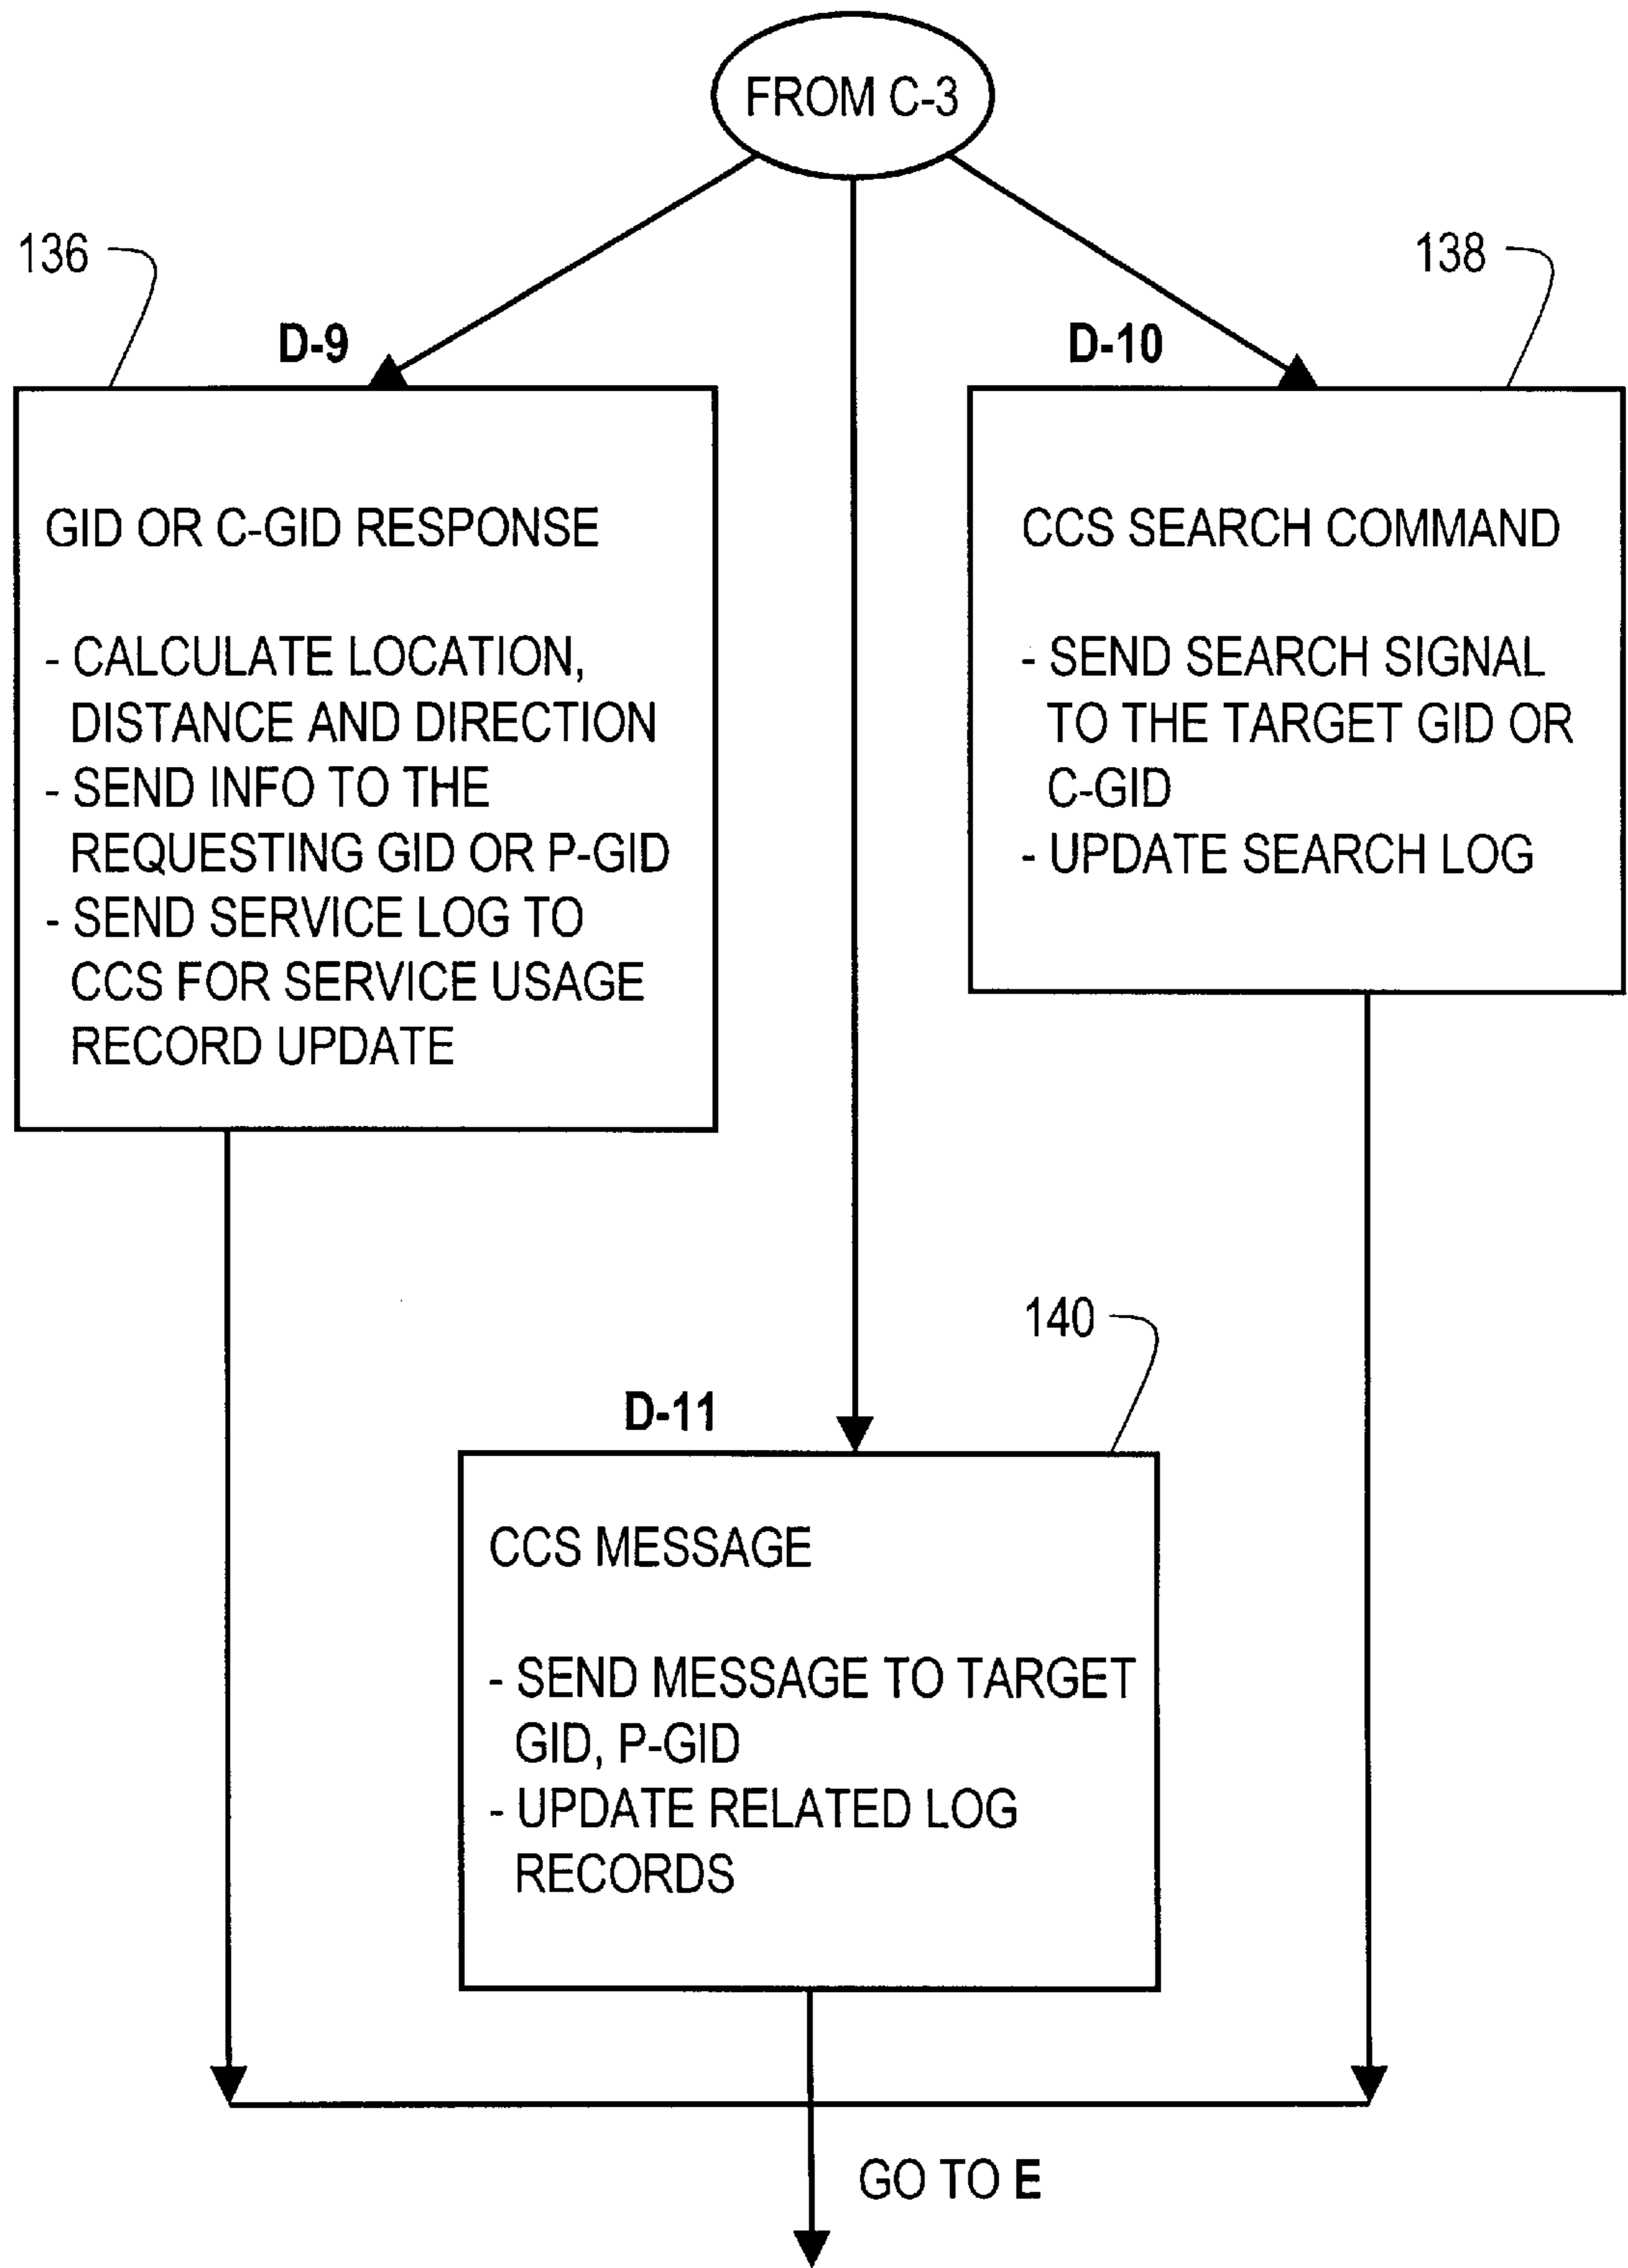 FROM C-3
136
138
D-9
D-10
GID OR C-GID RESPONSE
- CALCULATE LOCATION,
DISTANCE AND DIRECTION
- SEND INFO TO THE
REQUESTING GID OR P-GID
- SEND SERVICE LOG TO
CCS FOR SERVICE USAGE
RECORD UPDATE
CCS SEARCH COMMAND
- SEND SEARCH SIGNAL
TO THE TARGET GID OR
C-GID
- UPDATE SEARCH LOG
140
D-11
CCS MESSAGE
- SEND MESSAGE TO TARGET
GID, P-GID
- UPDATE RELATED LOG
RECORDS
GO TO E